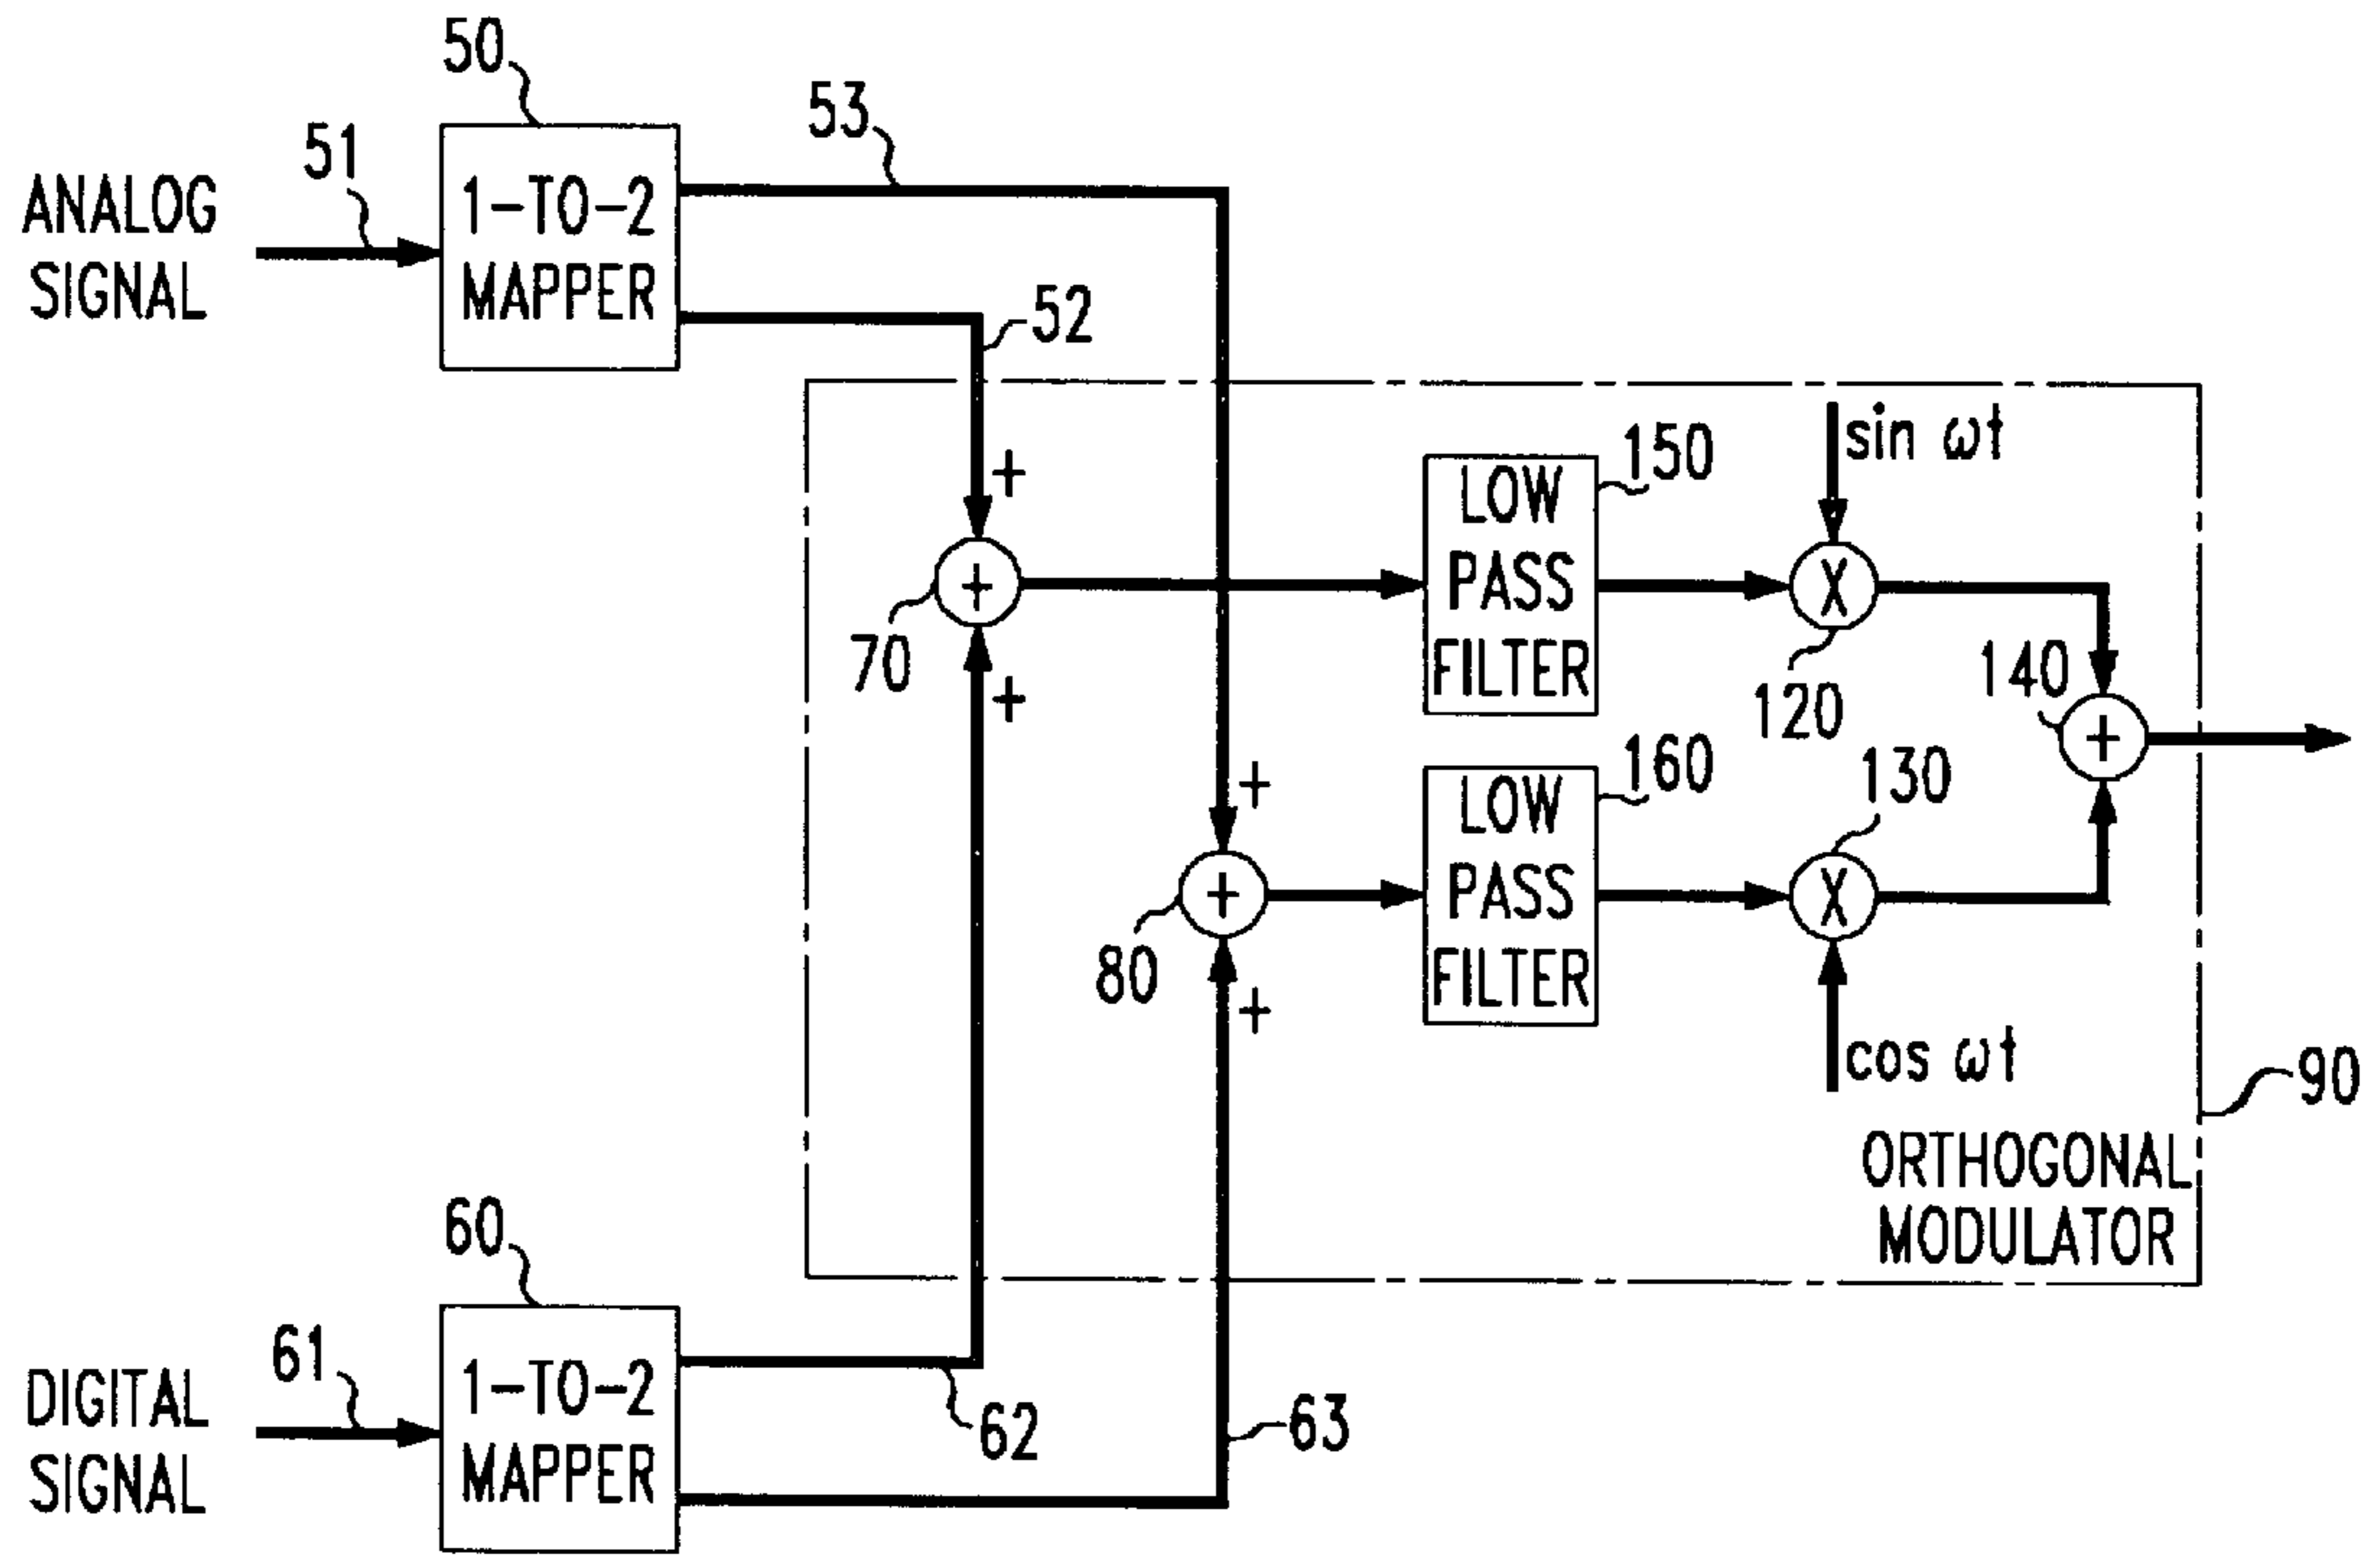 50
53
51
ANALOG
SIGNAL
1-TO-2
MAPPER
52
+
+
70
+
LOW
PASS
FILTER
150
sin ωt
X
120
140
+
+
+
80
+
LOW
PASS
FILTER
160
130
X
cos ωt
90
ORTHOGONAL
MODULATOR
60
61
DIGITAL
SIGNAL
1-TO-2
MAPPER
62
63